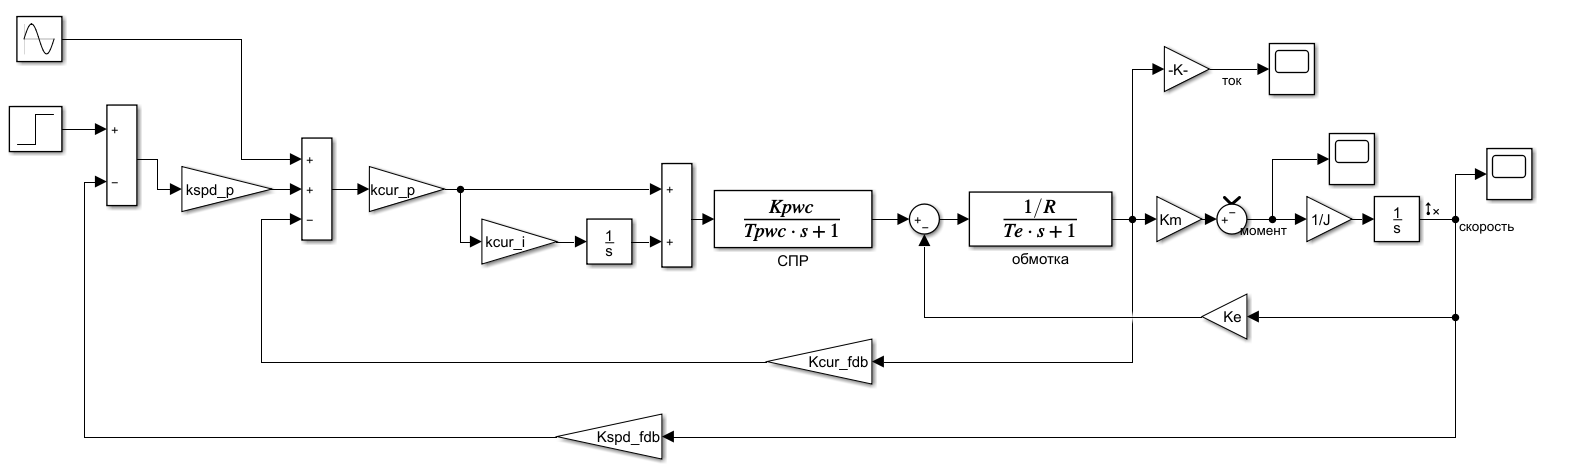 -K-
ток
+
−
kspd_p
+
+
−
kcur_p
kcur_i
1
s
+
+
Kpwc
Tpwc · s + 1
СПР
+
−
1/R
Te · s + 1
обмотка
Km
−
+
момент
1/J
1
s
скорость
Ke
Kcur_fdb
Kspd_fdb